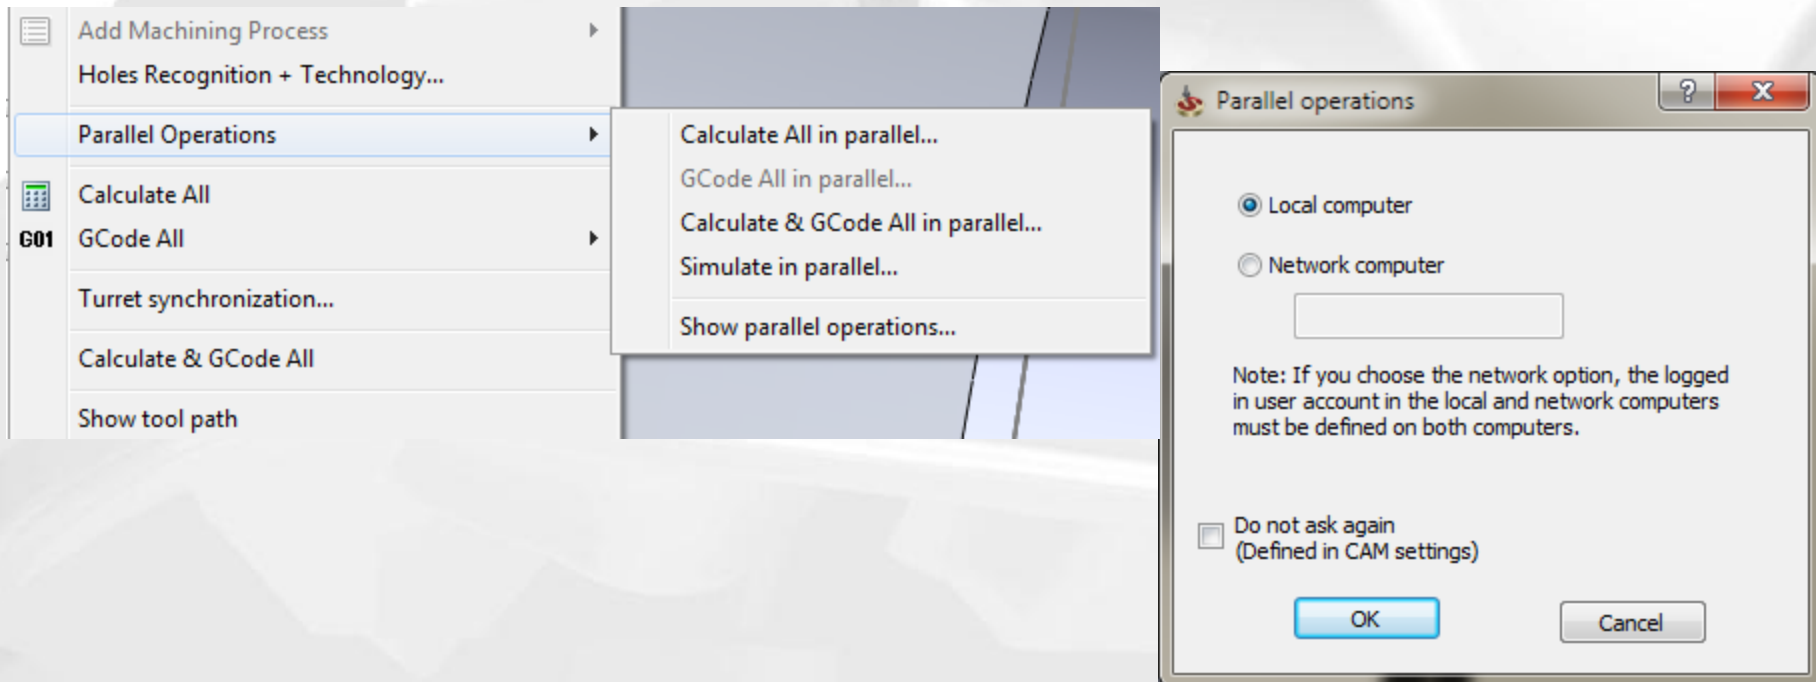 Add Machining Process
Holes Recognition + Technology...
Parallel Operations
Calculate All
G01 GCode All
Turret synchronization...
Calculate & GCode All
Show tool path
Calculate All in parallel...
GCode All in parallel...
Calculate & GCode All in parallel...
Simulate in parallel...
Show parallel operations...
Parallel operations
Local computer
Network computer
Note: If you choose the network option, the logged
in user account in the local and network computers
must be defined on both computers.
Do not ask again
(Defined in CAM settings)
OK
Cancel